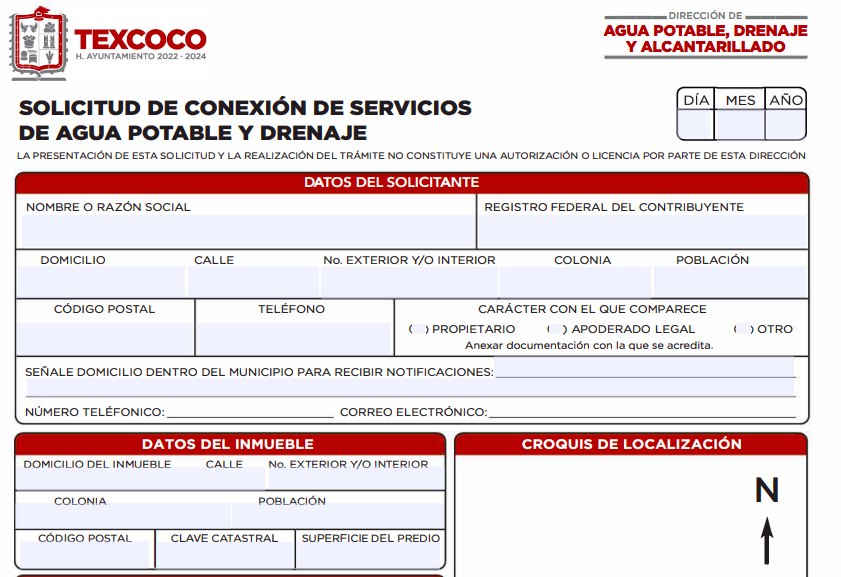 TEXCOCO
H. AYUNTAMIENTO 2022 · 2024
DIRECCIÓN DE
AGUA POTABLE, DRENAJE
Y ALCANTARILLADO
SOLICITUD DE CONEXIÓN DE SERVICIOS
DE AGUA POTABLE Y DRENAJE
DÍA MES AÑO
LA PRESENTACIÓN DE ESTA SOLICITUD Y LA REALIZACIÓN DEL TRÁMITE NO CONSTITUYE UNA AUTORIZACIÓN O LICENCIA POR PARTE DE ESTA DIRECCIÓN
DATOS DEL SOLICITANTE
NOMBRE O RAZÓN SOCIAL REGISTRO FEDERAL DEL CONTRIBUYENTE
DOMICILIO CALLE No. EXTERIOR Y/O INTERIOR COLONIA POBLACIÓN
CÓDIGO POSTAL TELÉFONO CARÁCTER CON EL QUE COMPARECE
( ) PROPIETARIO ( ) APODERADO LEGAL ( ) OTRO
Anexar documentación con la que se acredita.
SEÑALE DOMICILIO DENTRO DEL MUNICIPIO PARA RECIBIR NOTIFICACIONES:
NÚMERO TELÉFONICO: CORREO ELECTRÓNICO:
DATOS DEL INMUEBLE
DOMICILIO DEL INMUEBLE CALLE No. EXTERIOR Y/O INTERIOR
COLONIA POBLACIÓN
CÓDIGO POSTAL CLAVE CATASTRAL SUPERFICIE DEL PREDIO
CROQUIS DE LOCALIZACIÓN
N